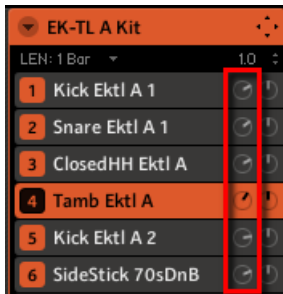 EK-TL A Kit
LEN: 1 Bar 1.0
1 Kick Ektl A 1
2 Snare Ektl A 1
3 ClosedHH Ektl A
4 Tamb Ektl A
5 Kick Ektl A 2
6 SideStick 70sDnB